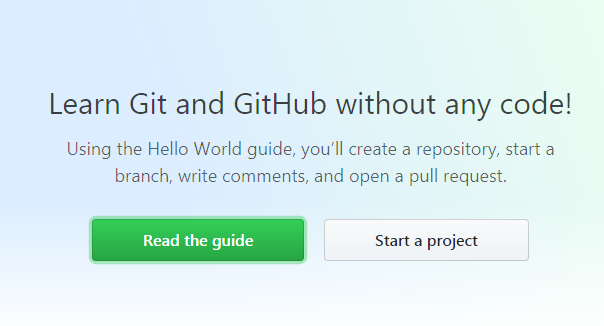 Learn Git and GitHub without any code!
Using the Hello World guide, you’ll create a repository, start a
branch, write comments, and open a pull request.
Read the guide
Start a project